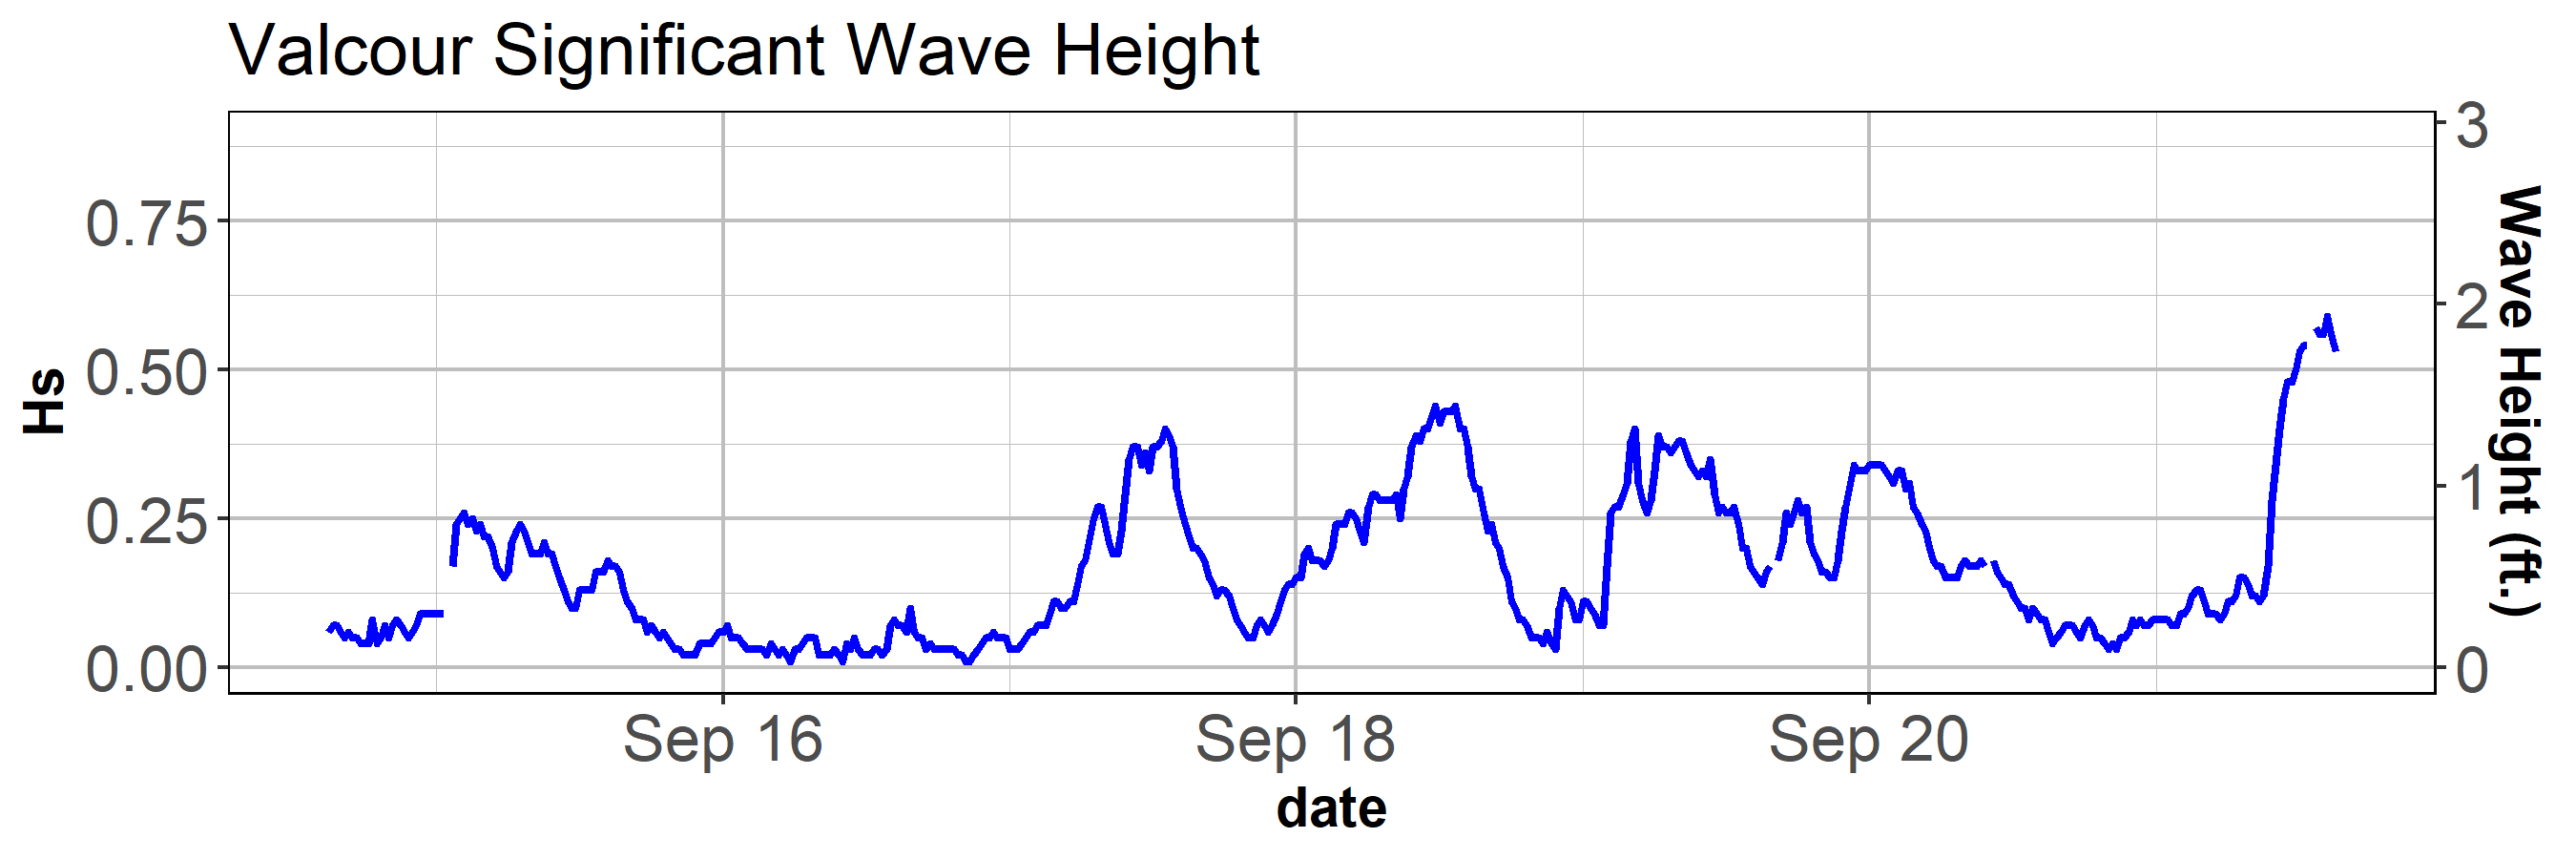 Valcour Significant Wave Height
Hs
0.75
0.50
0.25
0.00
3
2
1
0
Wave Height (ft.)
Sep 16
Sep 18
Sep 20
date